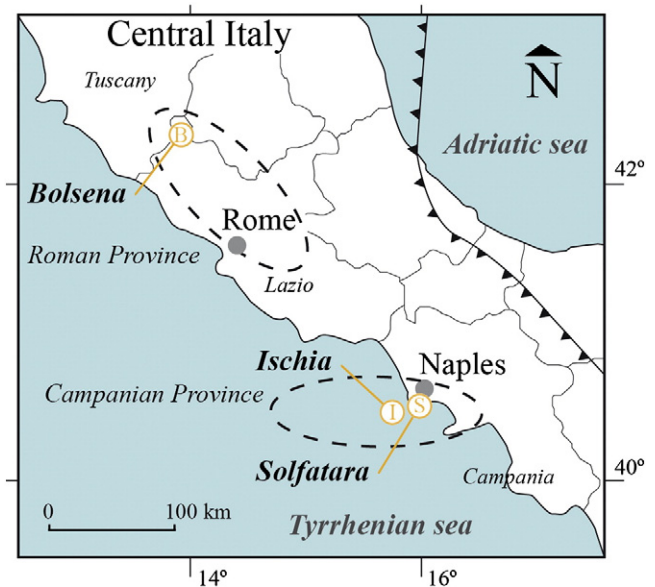 Central Italy
N
Tuscany
Adriatic sea
B
42°
Bolsena
Rome
Roman Province
Lazio
Ischia
Naples
Campanian Province
I
S
Solfatara
Campania
40°
0
100 km
Tyrrhenian sea
14°
16°